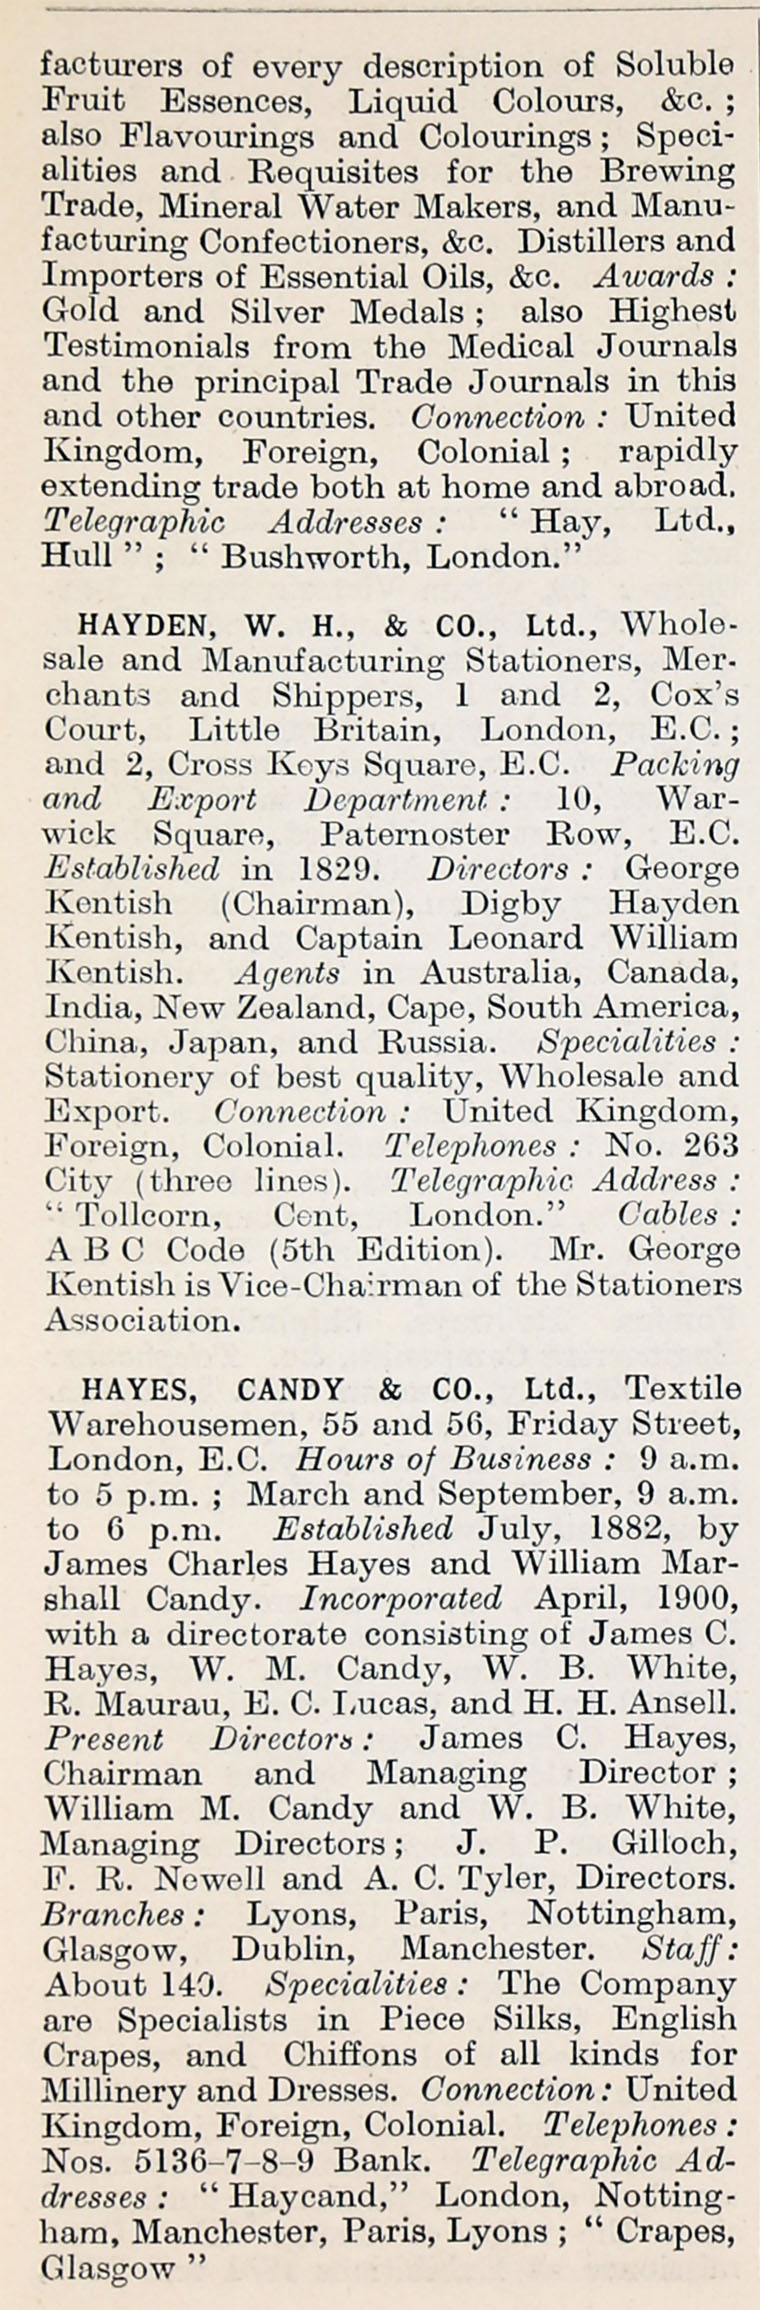 facturers of every description of Soluble
Fruit Essences, Liquid Colours, &c. ;
also Flavourings and Colourings ; Speci-
alities and Requisites for the Brewing
Trade, Mineral Water Makers, and Manu-
facturing Confectioners, &c. Distillers and
Importers of Essential Oils, &c. Awards :
Gold and Silver Medals ; also Highest
Testimonials from the Medical Journals
and the principal Trade Journals in this
and other countries. Connection : United
Kingdom, Foreign, Colonial ; rapidly
extending trade both at home and abroad.
Telegraphic Addresses : “ Hay, Ltd.,
Hull ” ; “ Bushworth, London.”
HAYDEN, W. H., & CO., Ltd., Whole-
sale and Manufacturing Stationers, Mer-
chants and Shippers, 1 and 2, Cox's
Court, Little Britain, London, E.C. ;
and 2, Cross Keys Square, E.C. Packing
and Export Department : 10, War-
wick Square, Paternoster Row, E.C.
Established in 1829. Directors : George
Kentish (Chairman), Digby Hayden
Kentish, and Captain Leonard William
Kentish. Agents in Australia, Canada,
India, New Zealand, Cape, South America,
China, Japan, and Russia. Specialities :
Stationery of best quality, Wholesale and
Export. Connection : United Kingdom,
Foreign, Colonial. Telephones : No. 263
City (three lines). Telegraphic Address :
“ Tollcorn, Cent, London.” Cables :
A B C Code (5th Edition). Mr. George
Kentish is Vice-Chairman of the Stationers
Association.
HAYES, CANDY & CO., Ltd., Textile
Warehousemen, 55 and 56, Friday Street,
London, E.C. Hours of Business : 9 a.m.
to 5 p.m. ; March and September, 9 a.m.
to 6 p.m. Established July, 1882, by
James Charles Hayes and William Mar-
shall Candy. Incorporated April, 1900,
with a directorate consisting of James C.
Hayes, W. M. Candy, W. B. White,
R. Maurau, E. C. Lucas, and H. H. Ansell.
Present Directors : James C. Hayes,
Chairman and Managing Director ;
William M. Candy and W. B. White,
Managing Directors ; J. P. Gilloch,
F. R. Newell and A. C. Tyler, Directors.
Branches : Lyons, Paris, Nottingham,
Glasgow, Dublin, Manchester. Staff :
About 140. Specialities : The Company
are Specialists in Piece Silks, English
Crapes, and Chiffons of all kinds for
Millinery and Dresses. Connection : United
Kingdom, Foreign, Colonial. Telephones :
Nos. 5136-7-8-9 Bank. Telegraphic Ad-
dresses : “ Haycand,” London, Notting-
ham, Manchester, Paris, Lyons ; “ Crapes,
Glasgow ”